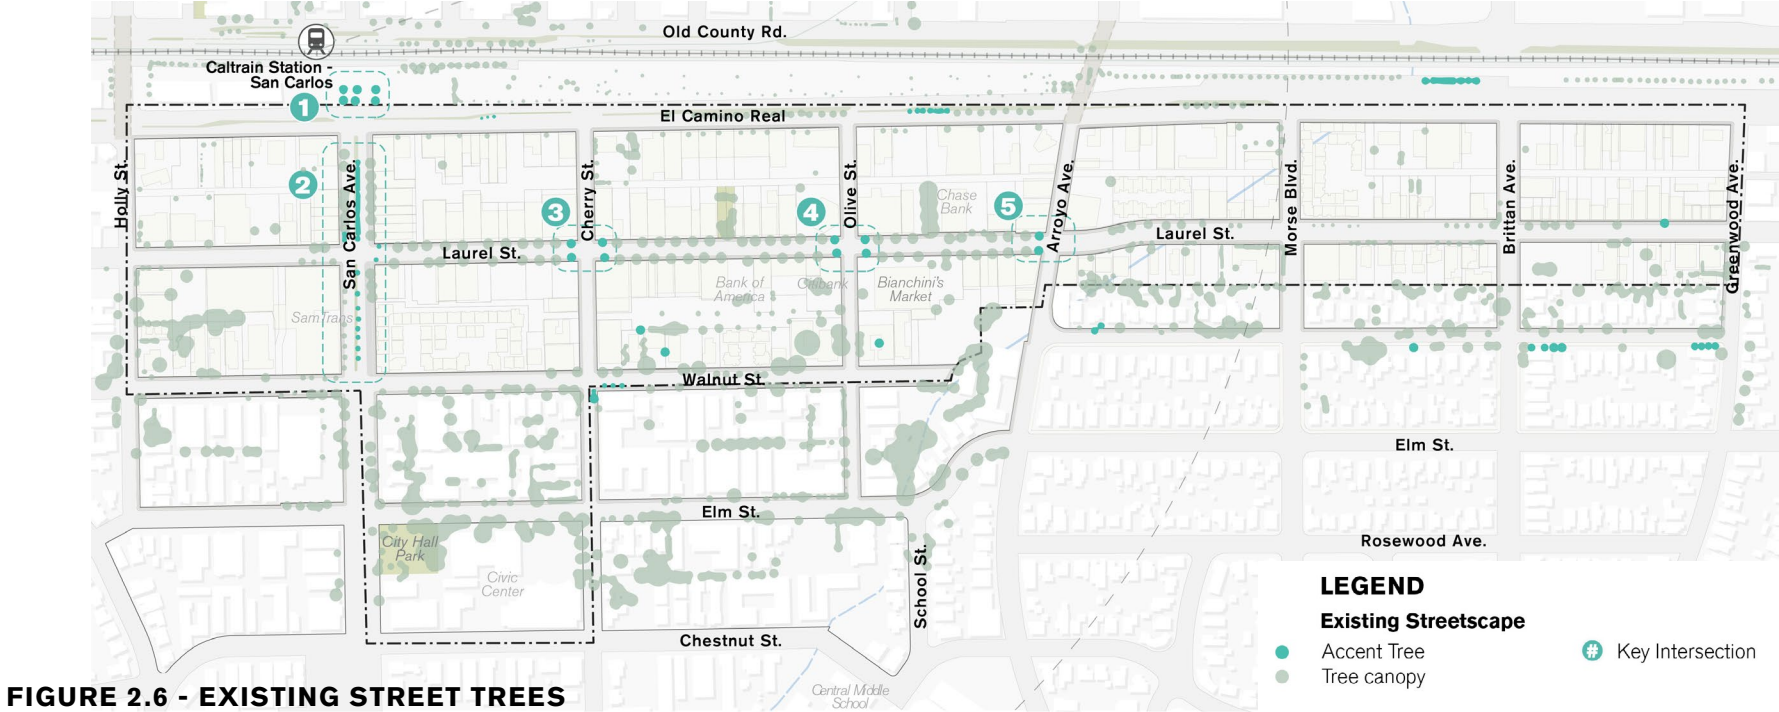 Old County Rd.
Caltrain Station -
San Carlos
1
El Camino Real
Holly St.
2
San Carlos Ave.
3
Cherry St.
4
Olive St.
Chase
Bank
5
Arroyo Ave.
Laurel St.
Morse Blvd.
Brittan Ave.
Greenwood Ave.
Laurel St.
Bank of
America
Citibank
Bianchini's
Market
SamTrans
Walnut St.
Elm St.
Elm St.
City Hall
Park
Civic
Center
School St.
Rosewood Ave.
Chestnut St.
Central Middle
School
LEGEND
Existing Streetscape
Accent Tree
# Key Intersection
Tree canopy
FIGURE 2.6 - EXISTING STREET TREES